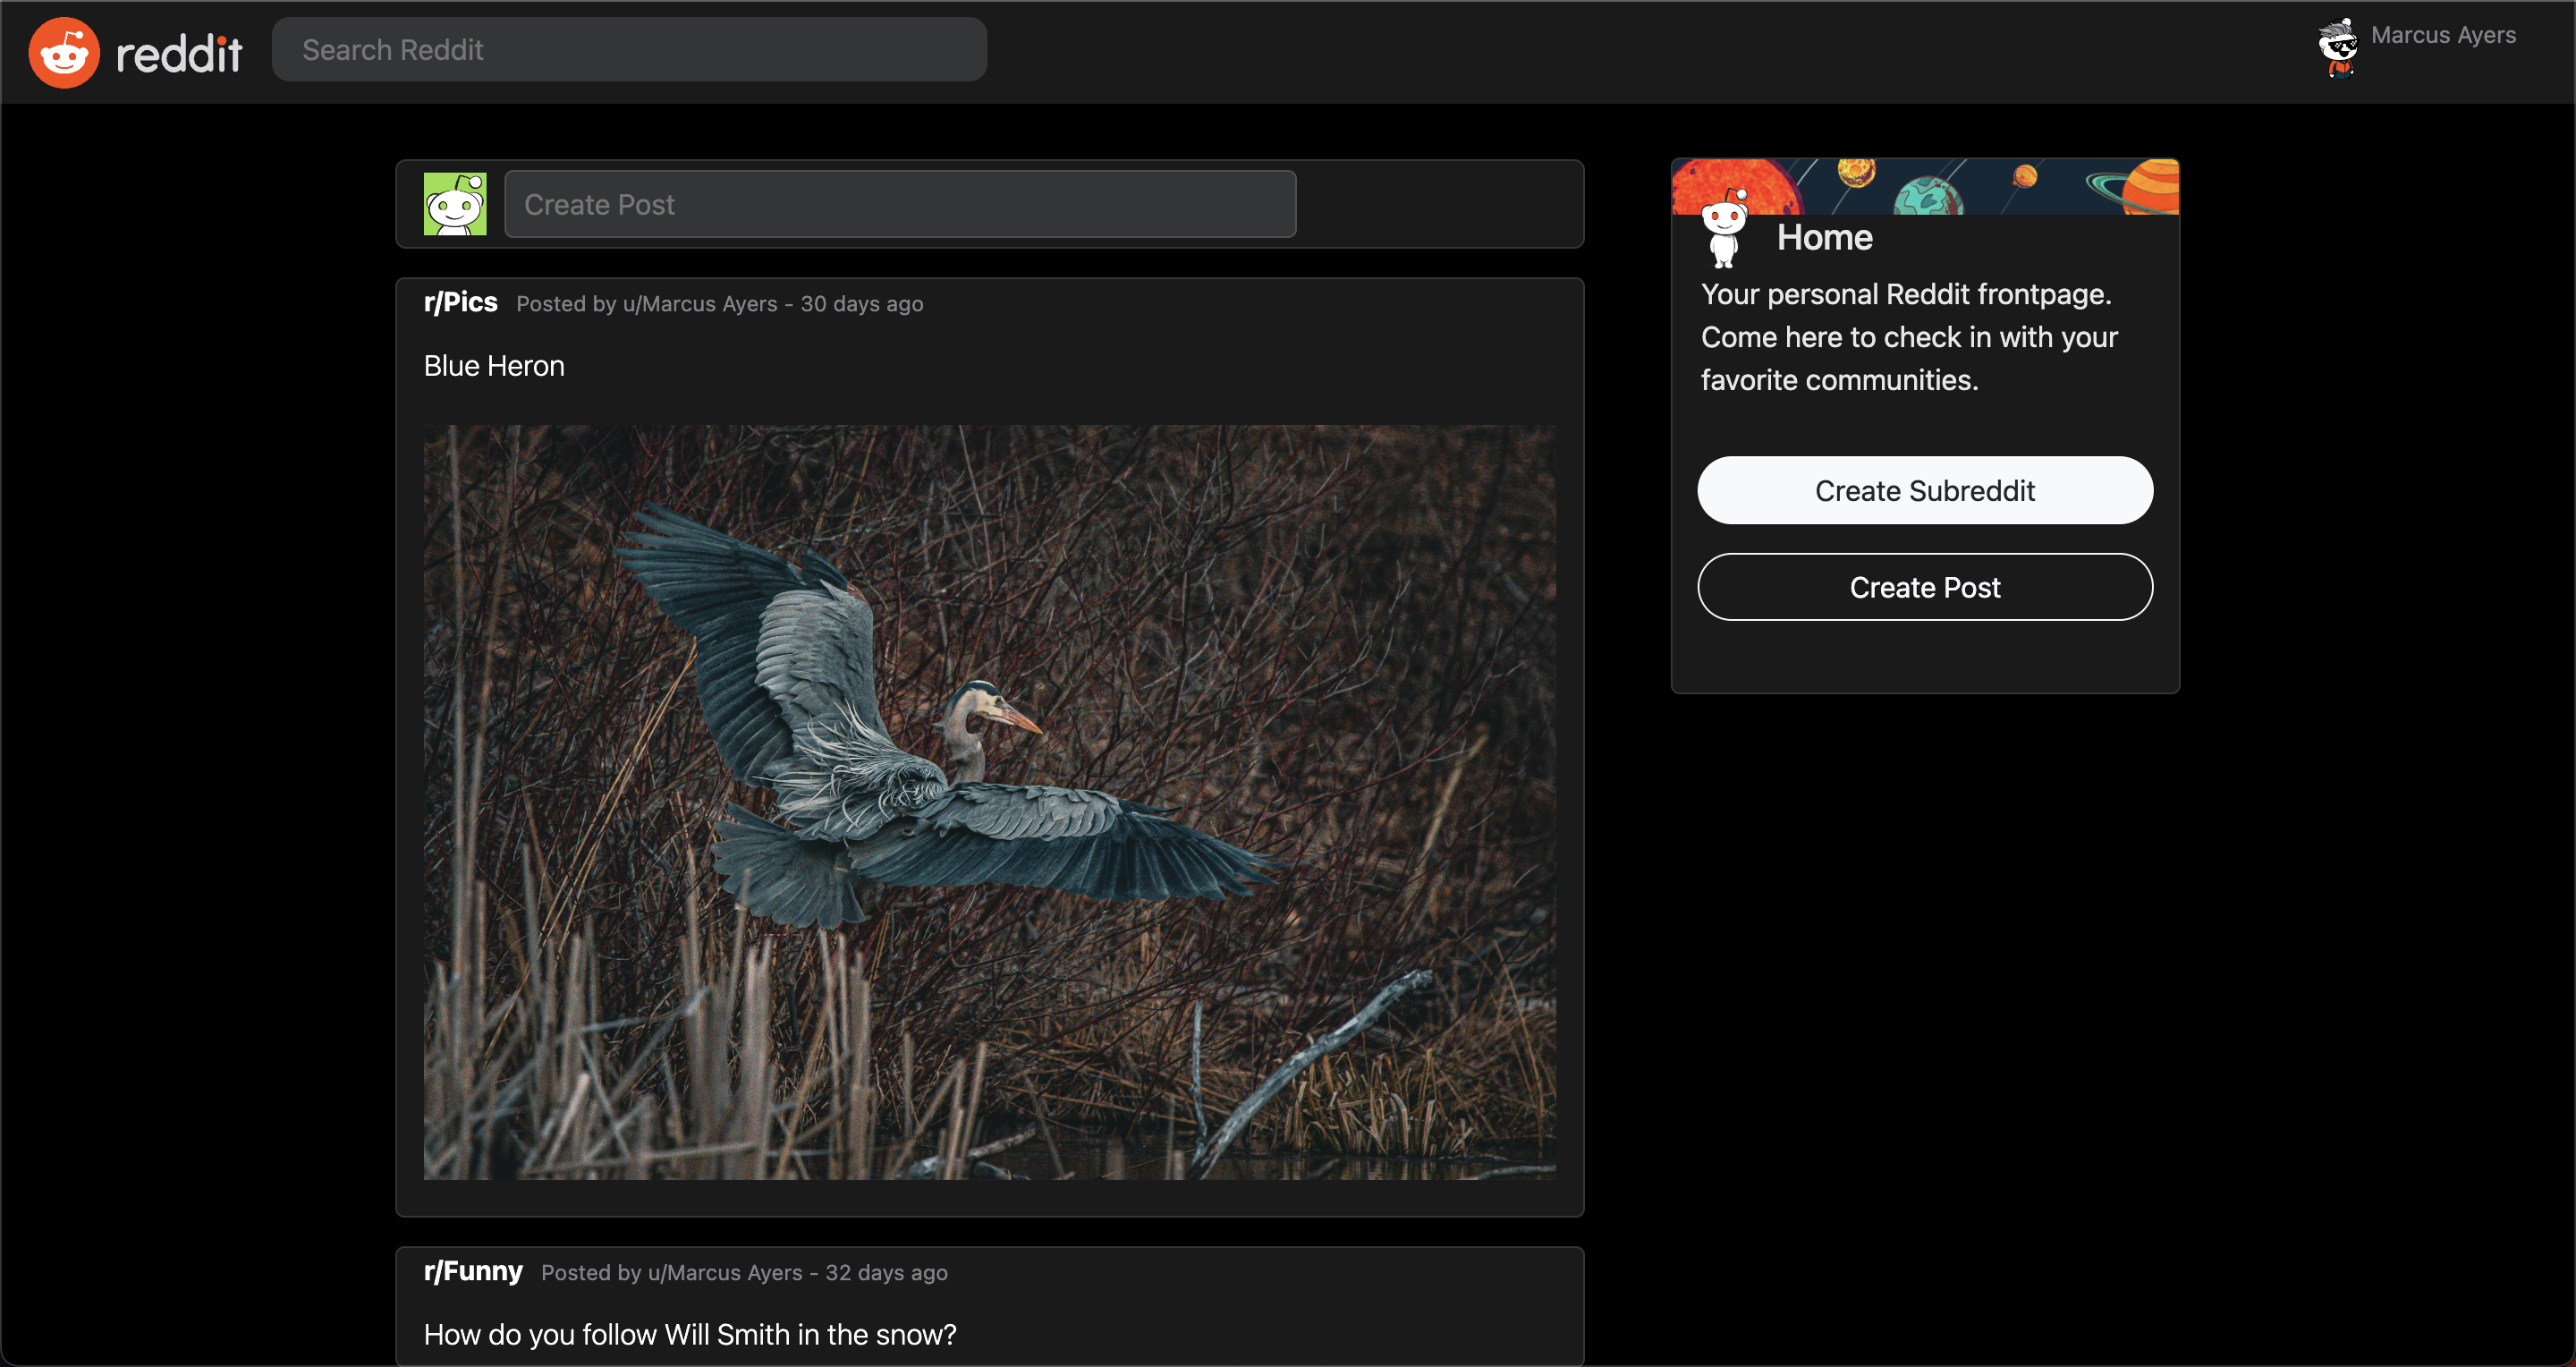 reddit
Search Reddit
Marcus Ayers
Create Post
r/Pics Posted by u/Marcus Ayers - 30 days ago
Blue Heron
r/Funny Posted by u/Marcus Ayers - 32 days ago
How do you follow Will Smith in the snow?
Home
Your personal Reddit frontpage.
Come here to check in with your
favorite communities.
Create Subreddit
Create Post